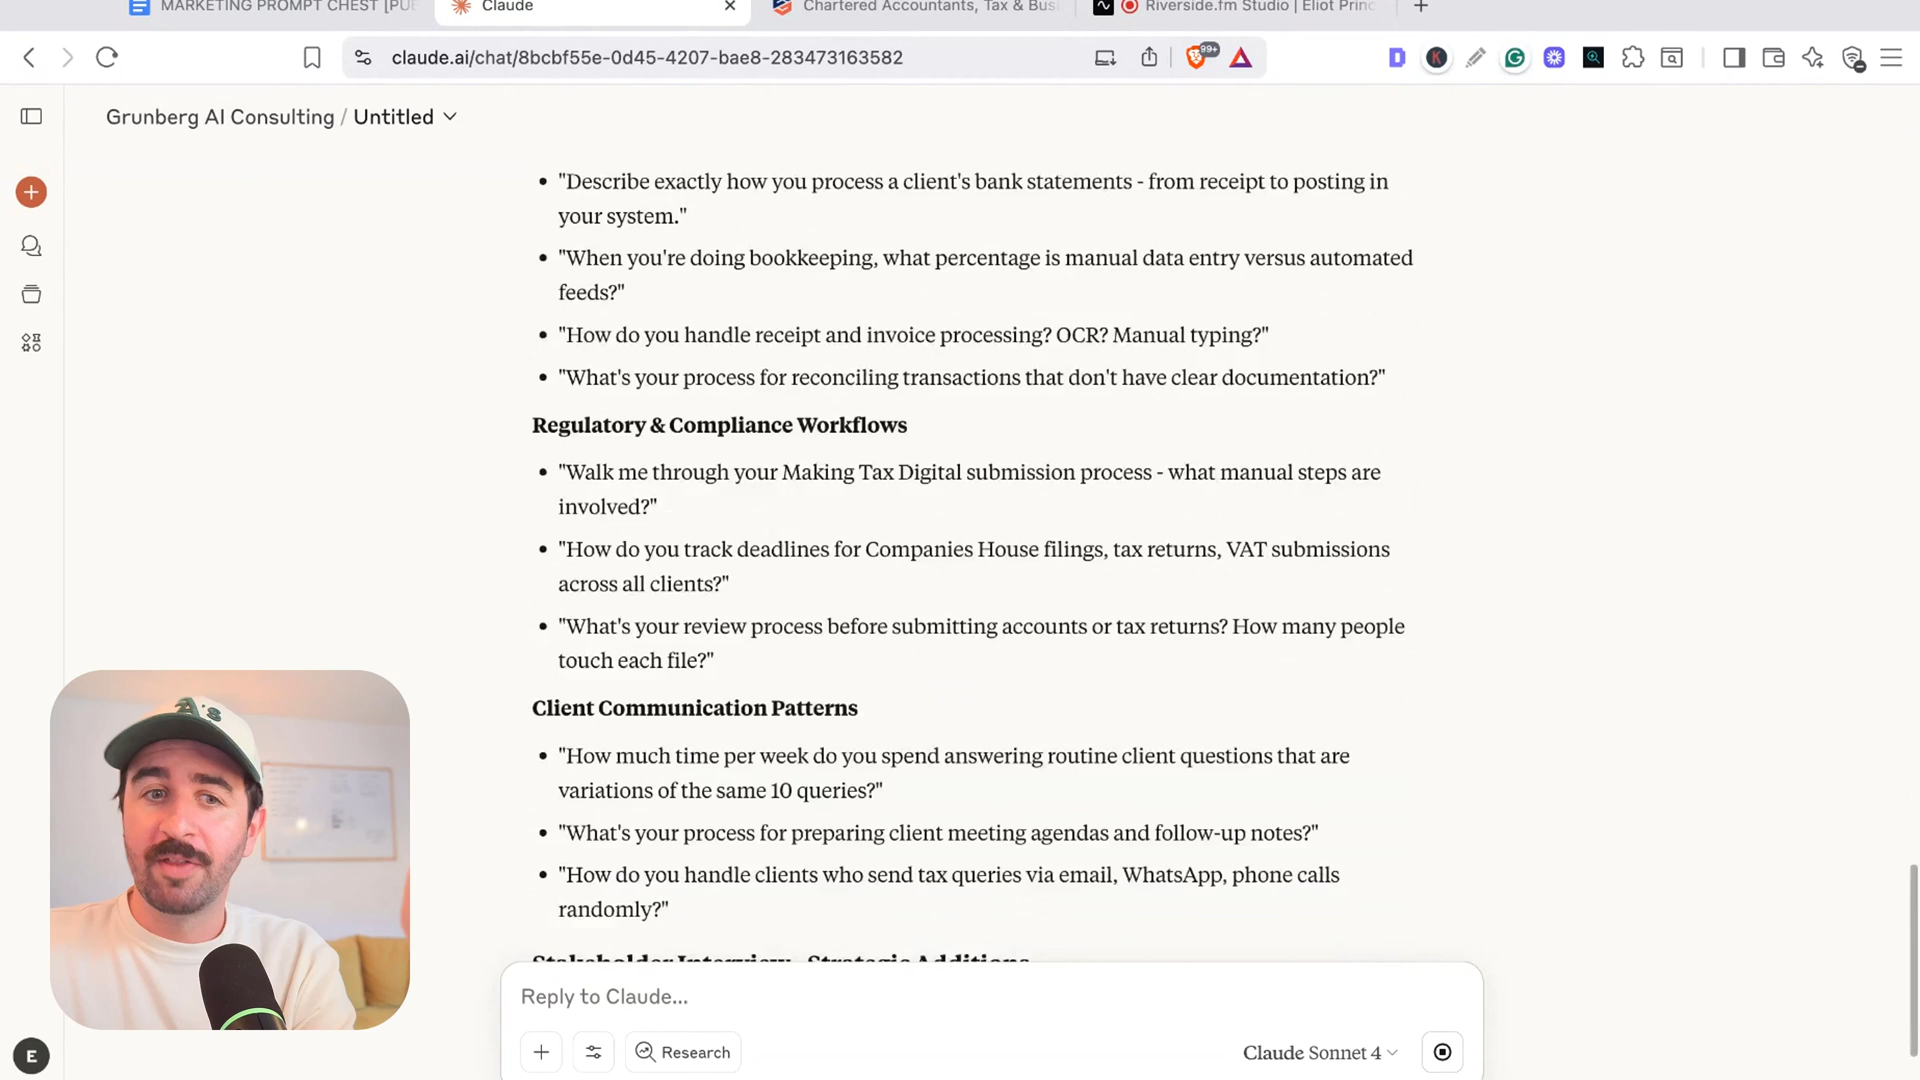 MARKETING PROMPT CHEST [PUE
Claude
Chartered Accountants, Tax & Busi
Riverside.fm Studio | Eliot Princ
claude.ai/chat/8bcbf55e-0d45-4207-bae8-283473163582
99+
D
K
Grunberg AI Consulting / Untitled
• "Describe exactly how you process a client's bank statements - from receipt to posting in
your system."
• "When you're doing bookkeeping, what percentage is manual data entry versus automated
feeds?"
• "How do you handle receipt and invoice processing? OCR? Manual typing?"
• "What's your process for reconciling transactions that don't have clear documentation?"
Regulatory & Compliance Workflows
• "Walk me through your Making Tax Digital submission process - what manual steps are
involved?"
• "How do you track deadlines for Companies House filings, tax returns, VAT submissions
across all clients?"
• "What's your review process before submitting accounts or tax returns? How many people
touch each file?"
Client Communication Patterns
• "How much time per week do you spend answering routine client questions that are
variations of the same 10 queries?"
• "What's your process for preparing client meeting agendas and follow-up notes?"
• "How do you handle clients who send tax queries via email, WhatsApp, phone calls
randomly?"
Stakeholder Interview - Strategic Additions
A's
Reply to Claude...
Research
Claude Sonnet 4
E